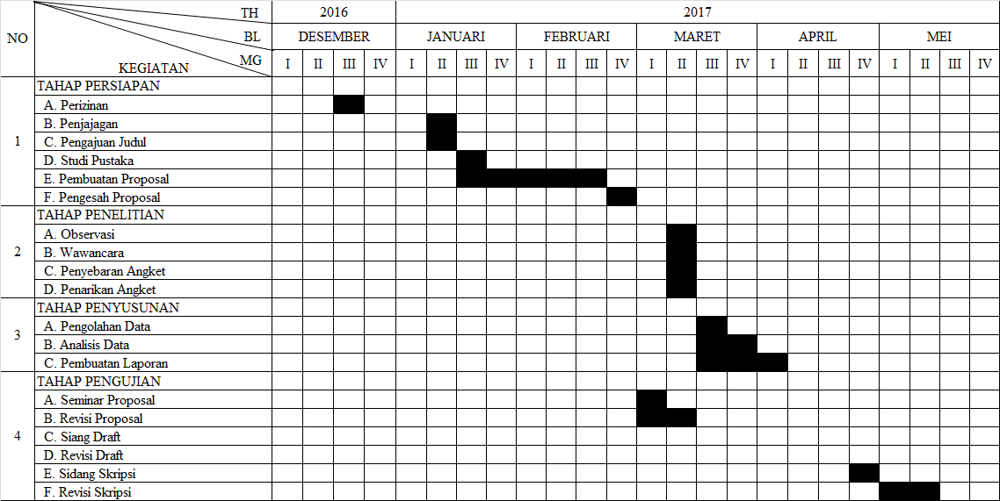 TH 2016 2017
NO BL DESEMBER JANUARI FEBRUARI MARET APRIL MEI
KEGIATAN MG I II III IV I II III IV I II III IV I II III IV I II III IV I II III IV
1
TAHAP PERSIAPAN
A. Perizinan
B. Penjajagan
C. Pengajuan Judul
D. Studi Pustaka
E. Pembuatan Proposal
F. Pengesah Proposal
2
TAHAP PENELITIAN
A. Observasi
B. Wawancara
C. Penyebaran Angket
D. Penarikan Angket
3
TAHAP PENYUSUNAN
A. Pengolahan Data
B. Analisis Data
C. Pembuatan Laporan
4
TAHAP PENGUJIAN
A. Seminar Proposal
B. Revisi Proposal
C. Siang Draft
D. Revisi Draft
E. Sidang Skripsi
F. Revisi Skripsi